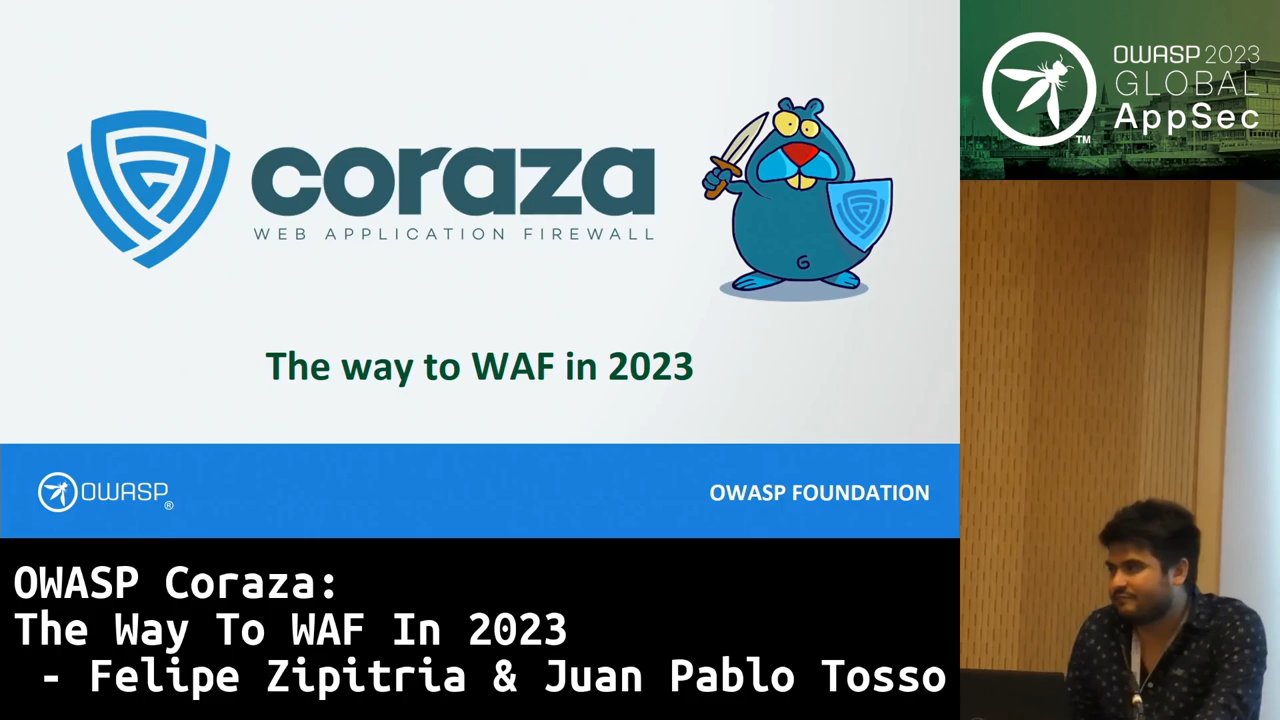 coraza
WEB APPLICATION FIREWALL
The way to WAF in 2023
OWASP®
OWASP FOUNDATION
OWASP 2023
GLOBAL
AppSec
TM
OWASP Coraza:
The Way To WAF In 2023
- Felipe Zipitria & Juan Pablo Tosso